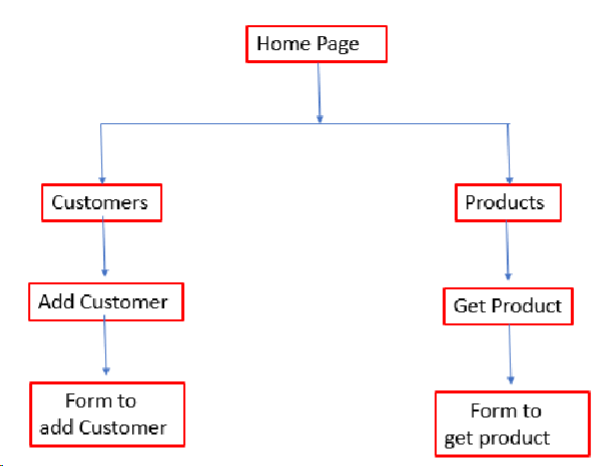 Home Page
Customers
Products
Add Customer
Get Product
Form to
add Customer
Form to
get product